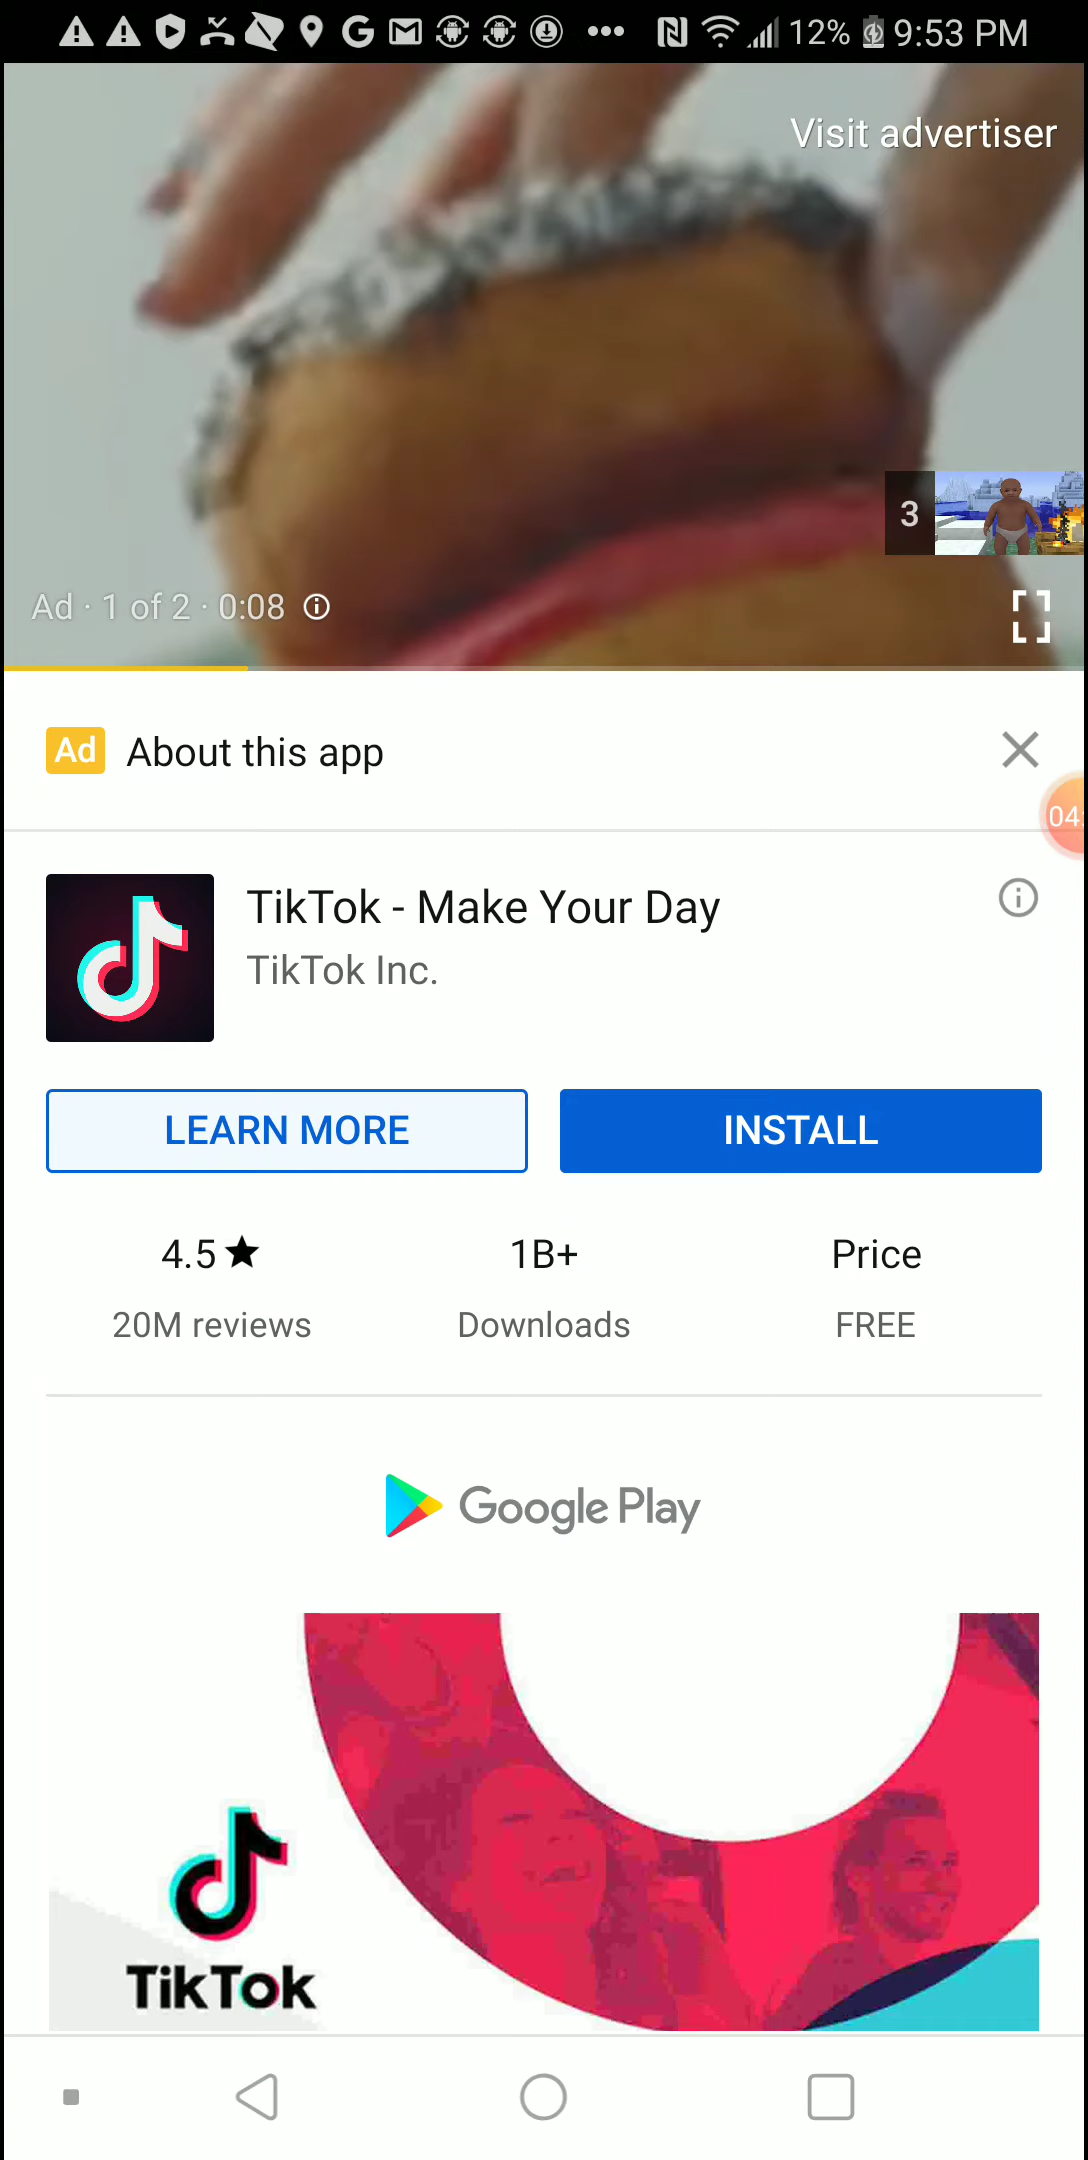 12% 9:53 PM
Visit advertiser
3
Ad · 1 of 2 · 0:08
Ad About this app
04
TikTok - Make Your Day
TikTok Inc.
LEARN MORE
INSTALL
4.5★ 1B+ Price
20M reviews Downloads FREE
Google Play
TikTok